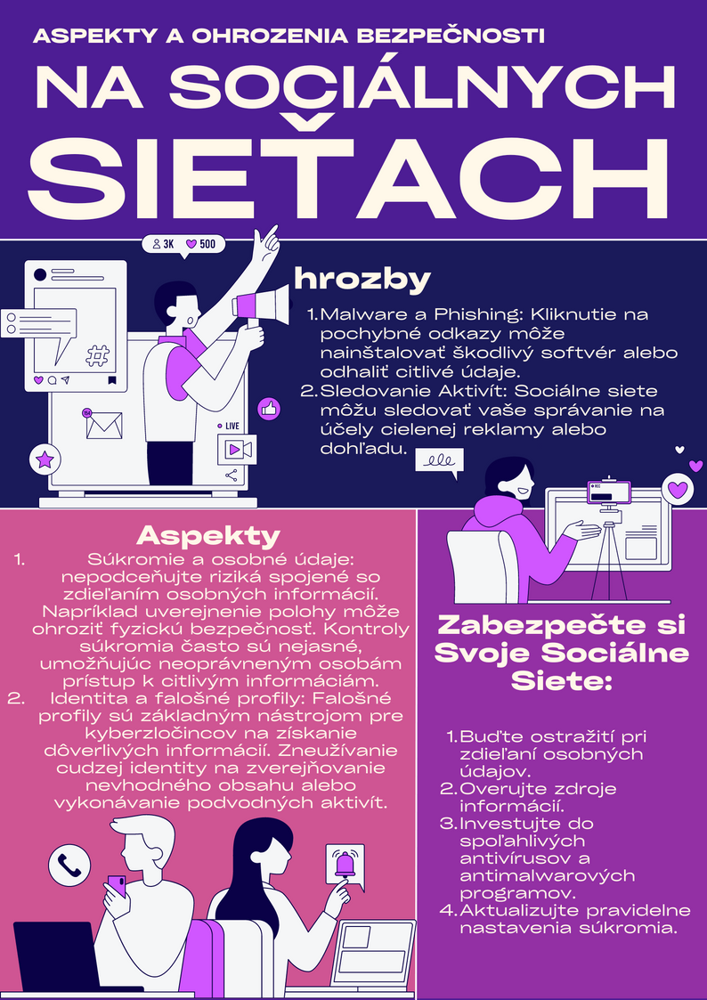 ASPEKTY A OHROZENIA BEZPEČNOSTI
NA SOCIÁLNYCH
SIEŤACH
3K 500
hrozby
1.Malware a Phishing: Kliknutie na
pochybné odkazy môže
nainštalovať škodlivý softvér alebo
odhaliť citlivé údaje.
2.Sledovanie Aktivít: Sociálne siete
môžu sledovať vaše správanie na
účely cielenej reklamy alebo
dohľadu.
#
154
LIVE
REC
Aspekty
1. Súkromie a osobné údaje:
nepodceňujte riziká spojené so
zdieľaním osobných informácií.
Napríklad uverejnenie polohy môže
ohroziť fyzickú bezpečnosť. Kontroly
súkromia často sú nejasné,
umožňujúc neoprávneným osobám
prístup k citlivým informáciám.
2. Identita a falošné profily: Falošné
profily sú základným nástrojom pre
kyberzločincov na získanie
dôverlivých informácií. Zneužívanie
cudzej identity na zverejňovanie
nevhodného obsahu alebo
vykonávanie podvodných aktivít.
Zabezpečte si
Svoje Sociálne
Siete:
1.Buďte ostražití pri
zdieľaní osobných
údajov.
2.Overujte zdroje
informácií.
3.Investujte do
spoľahlivých
antivírusov a
antimalwarových
programov.
4.Aktualizujte pravidelne
nastavenia súkromia.